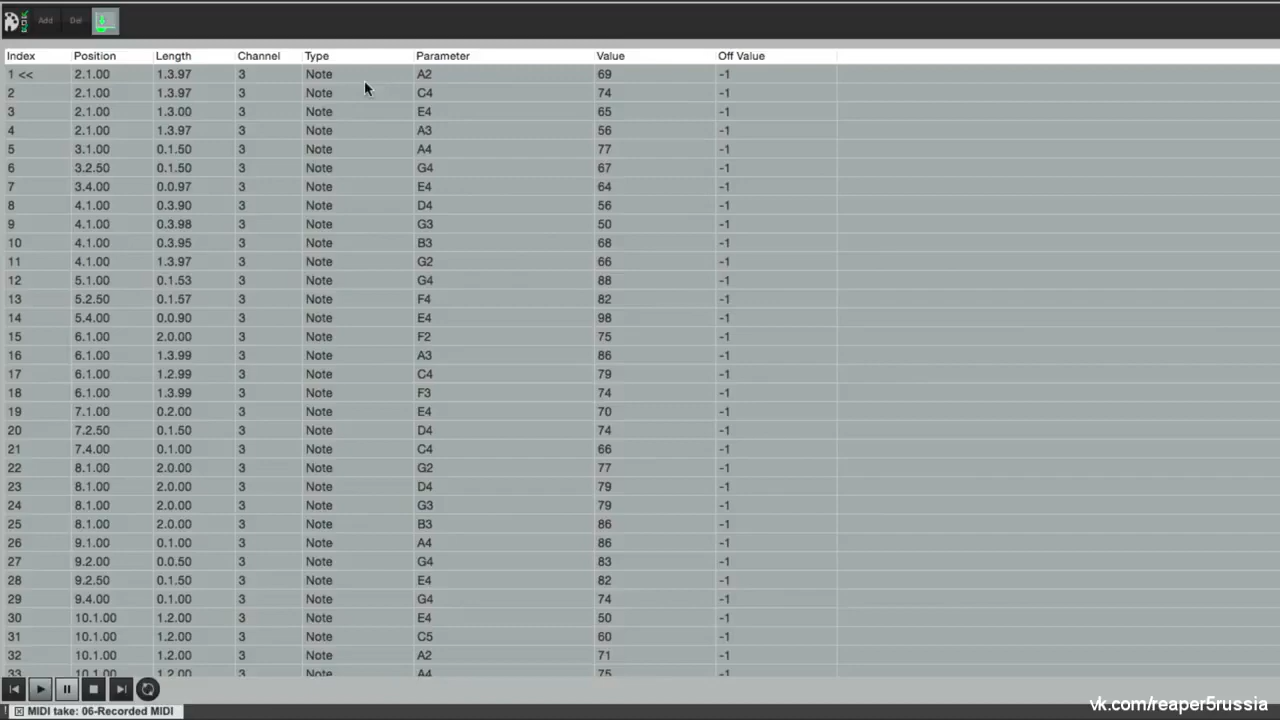 Add Del
Index Position Length Channel Type Parameter Value Off Value
1 << 2.1.00 1.3.97 3 Note A2 69 -1
2 2.1.00 1.3.97 3 Note C4 74 -1
3 2.1.00 1.3.00 3 Note E4 65 -1
4 2.1.00 1.3.97 3 Note A3 56 -1
5 3.1.00 0.1.50 3 Note A4 77 -1
6 3.2.50 0.1.50 3 Note G4 67 -1
7 3.4.00 0.0.97 3 Note E4 64 -1
8 4.1.00 0.3.90 3 Note D4 56 -1
9 4.1.00 0.3.98 3 Note G3 50 -1
10 4.1.00 0.3.95 3 Note B3 68 -1
11 4.1.00 1.3.97 3 Note G2 66 -1
12 5.1.00 0.1.53 3 Note G4 88 -1
13 5.2.50 0.1.57 3 Note F4 82 -1
14 5.4.00 0.0.90 3 Note E4 98 -1
15 6.1.00 2.0.00 3 Note F2 75 -1
16 6.1.00 1.3.99 3 Note A3 86 -1
17 6.1.00 1.2.99 3 Note C4 79 -1
18 6.1.00 1.3.99 3 Note F3 74 -1
19 7.1.00 0.2.00 3 Note E4 70 -1
20 7.2.50 0.1.50 3 Note D4 74 -1
21 7.4.00 0.1.00 3 Note C4 66 -1
22 8.1.00 2.0.00 3 Note G2 77 -1
23 8.1.00 2.0.00 3 Note D4 79 -1
24 8.1.00 2.0.00 3 Note G3 79 -1
25 8.1.00 2.0.00 3 Note B3 86 -1
26 9.1.00 0.1.00 3 Note A4 86 -1
27 9.2.00 0.0.50 3 Note G4 83 -1
28 9.2.50 0.1.50 3 Note E4 82 -1
29 9.4.00 0.1.00 3 Note G4 74 -1
30 10.1.00 1.2.00 3 Note E4 50 -1
31 10.1.00 1.2.00 3 Note C5 60 -1
32 10.1.00 1.2.00 3 Note A2 71 -1
33 10.1.00 1.2.00 3 Note A4 75 -1
MIDI take: 06-Recorded MIDI
vk.com/reaper5russia